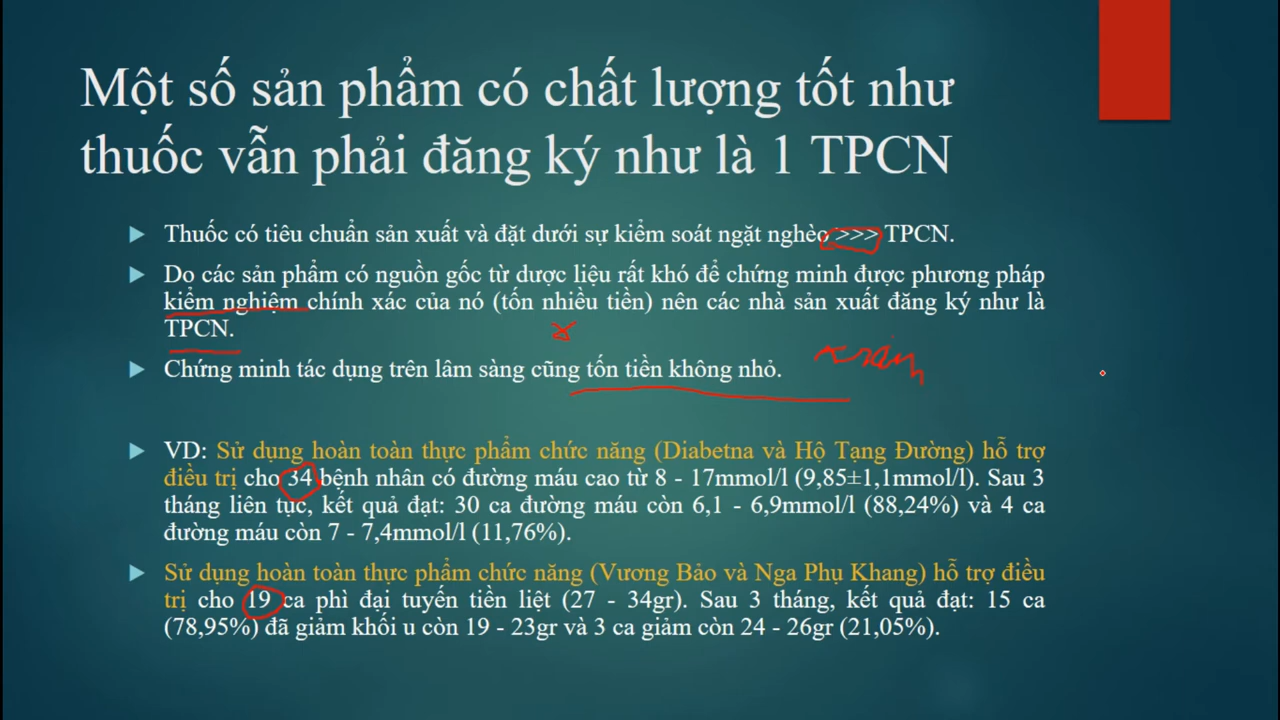 Một số sản phẩm có chất lượng tốt như
thuốc vẫn phải đăng ký như là 1 TPCN
Thuốc có tiêu chuẩn sản xuất và đặt dưới sự kiểm soát ngặt nghèo >>> TPCN.
Do các sản phẩm có nguồn gốc từ dược liệu rất khó để chứng minh được phương pháp
kiểm nghiệm chính xác của nó (tốn nhiều tiền) nên các nhà sản xuất đăng ký như là
TPCN.
Chứng minh tác dụng trên lâm sàng cũng tốn tiền không nhỏ.
VD: Sử dụng hoàn toàn thực phẩm chức năng (Diabetna và Hộ Tạng Đường) hỗ trợ
điều trị cho 34 bệnh nhân có đường máu cao từ 8 - 17mmol/l (9,85±1,1mmol/l). Sau 3
tháng liên tục, kết quả đạt: 30 ca đường máu còn 6,1 - 6,9mmol/l (88,24%) và 4 ca
đường máu còn 7 - 7,4mmol/l (11,76%).
Sử dụng hoàn toàn thực phẩm chức năng (Vương Bảo và Nga Phụ Khang) hỗ trợ điều
trị cho 19 ca phì đại tuyến tiền liệt (27 - 34gr). Sau 3 tháng, kết quả đạt: 15 ca
(78,95%) đã giảm khối u còn 19 - 23gr và 3 ca giảm còn 24 - 26gr (21,05%).